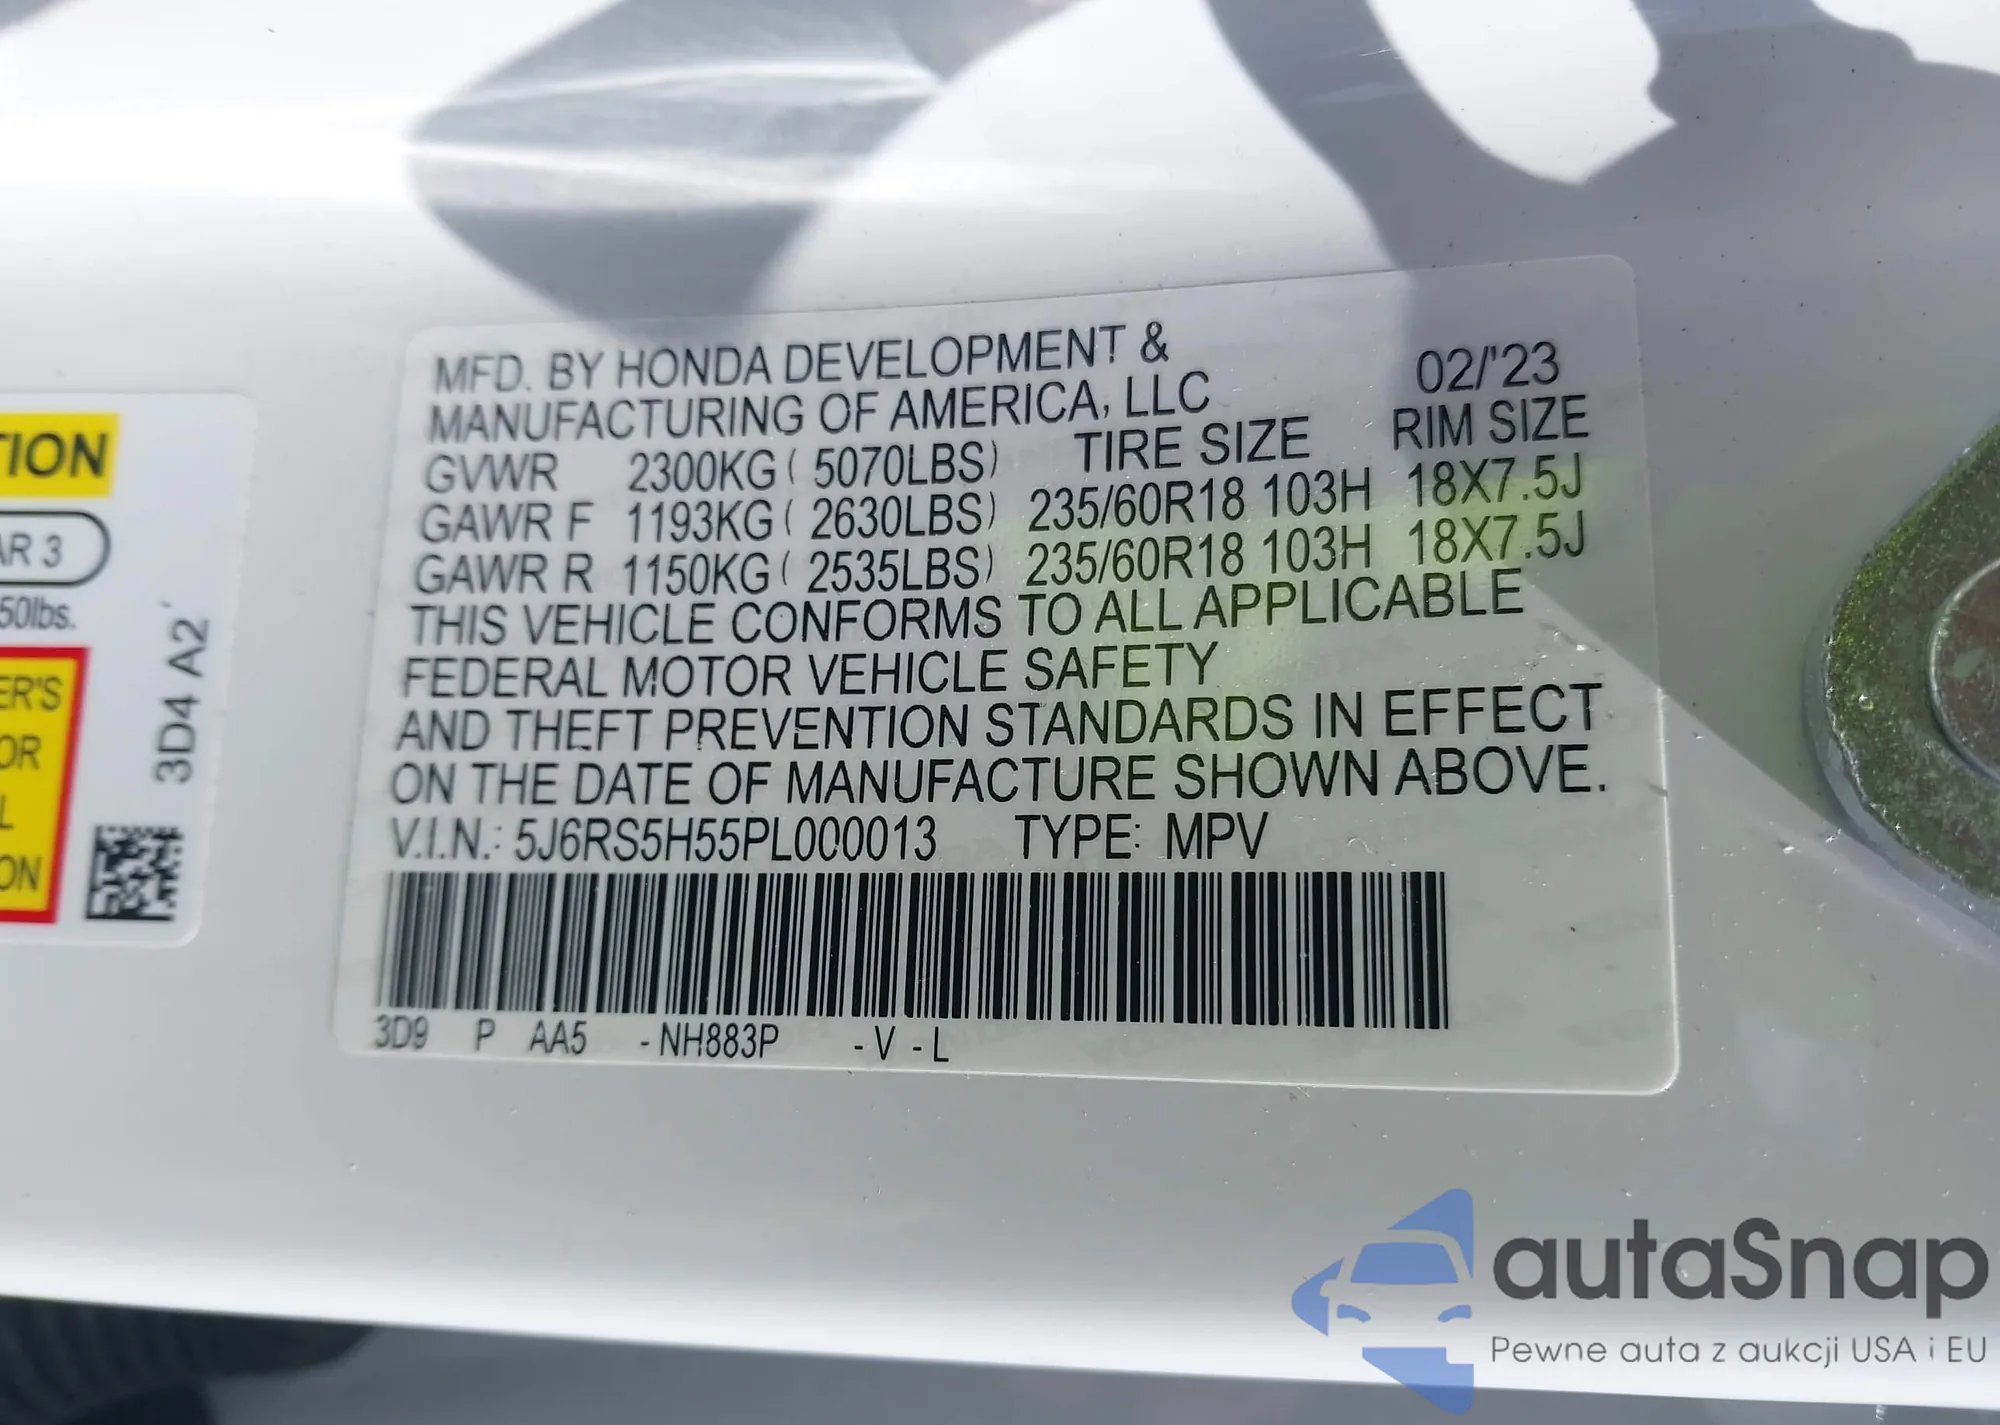 TION
AR 3
50lbs.
ER'S
OR
L
ON
3D4 A2
MFD. BY HONDA DEVELOPMENT &
MANUFACTURING OF AMERICA, LLC 02/'23
GVWR 2300KG ( 5070LBS) TIRE SIZE RIM SIZE
GAWR F 1193KG ( 2630LBS) 235/60R18 103H 18X7.5J
GAWR R 1150KG ( 2535LBS) 235/60R18 103H 18X7.5J
THIS VEHICLE CONFORMS TO ALL APPLICABLE
FEDERAL MOTOR VEHICLE SAFETY
AND THEFT PREVENTION STANDARDS IN EFFECT
ON THE DATE OF MANUFACTURE SHOWN ABOVE.
V.I.N.: 5J6RS5H55PL000013 TYPE: MPV
3D9 P AA5 -NH883P -V -L
autaSnap
Pewne auta z aukcji USA i EU